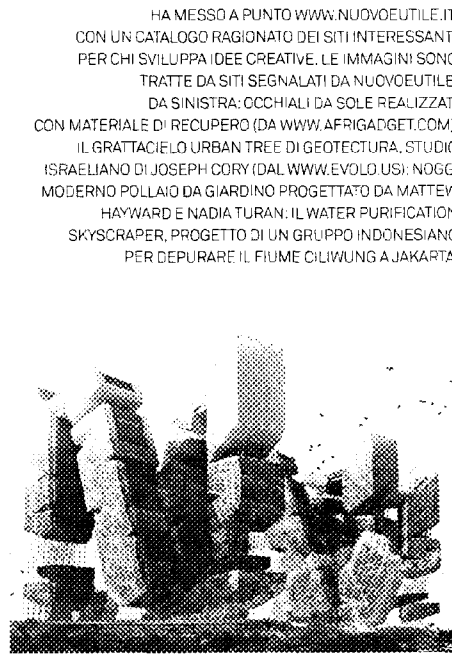 HA MESSO A PUNTO WWW.NUOVOEUTILE.IT
CON UN CATALOGO RAGIONATO DEI SITI INTERESSANT
PER CHI SVILUPPA IDEE CREATIVE. LE IMMAGINI SONO
TRATTE DA SITI SEGNALATI DA NUOVOEUTILE
DA SINISTRA: OCCHIALI DA SOLE REALIZZAT
CON MATERIALE DI RECUPERO (DA WWW.AFRIGADGET.COM)
IL GRATTACIELO URBAN TREE DI GEOTECTURA, STUDIO
ISRAELIANO DI JOSEPH CORY (DAL WWW.EVOLO.US); NOGG
MODERNO POLLAIO DA GIARDINO PROGETTATO DA MATTEW
HAYWARD E NADIA TURAN; IL WATER PURIFICATION
SKYSCRAPER, PROGETTO DI UN GRUPPO INDONESIANO
PER DEPURARE IL FIUME CILIWUNG A JAKARTA